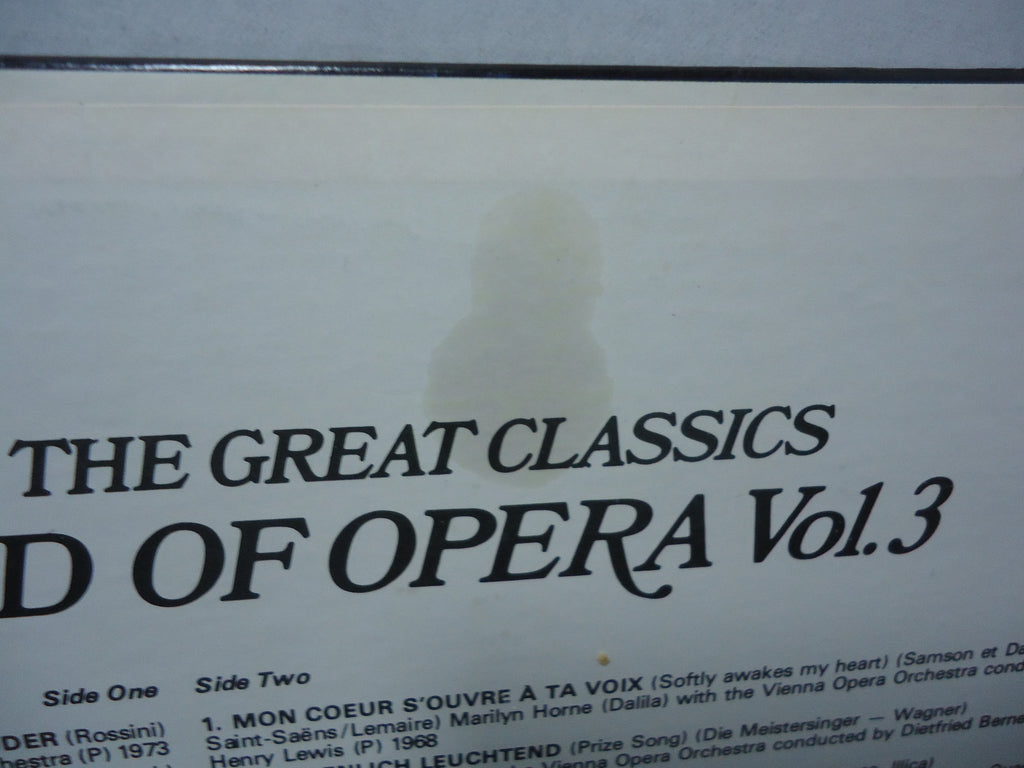 THE GREAT CLASSICS
D OF OPERA Vol. 3
Side One
DER (Rossini)
hestra (P) 1973
Side Two
1. MON COEUR S'OUVRE À TA VOIX (Softly awakes my heart) (Samson et Da
Saint-Saëns/Lemaire) Marilyn Horne (Dalila) with the Vienna Opera Orchestra cond
Henry Lewis (P) 1968
NLICH LEUCHTEND (Prize Song) (Die Meistersinger — Wagner)
Vienna Opera Orchestra conducted by Dietfried Berne
Illica)